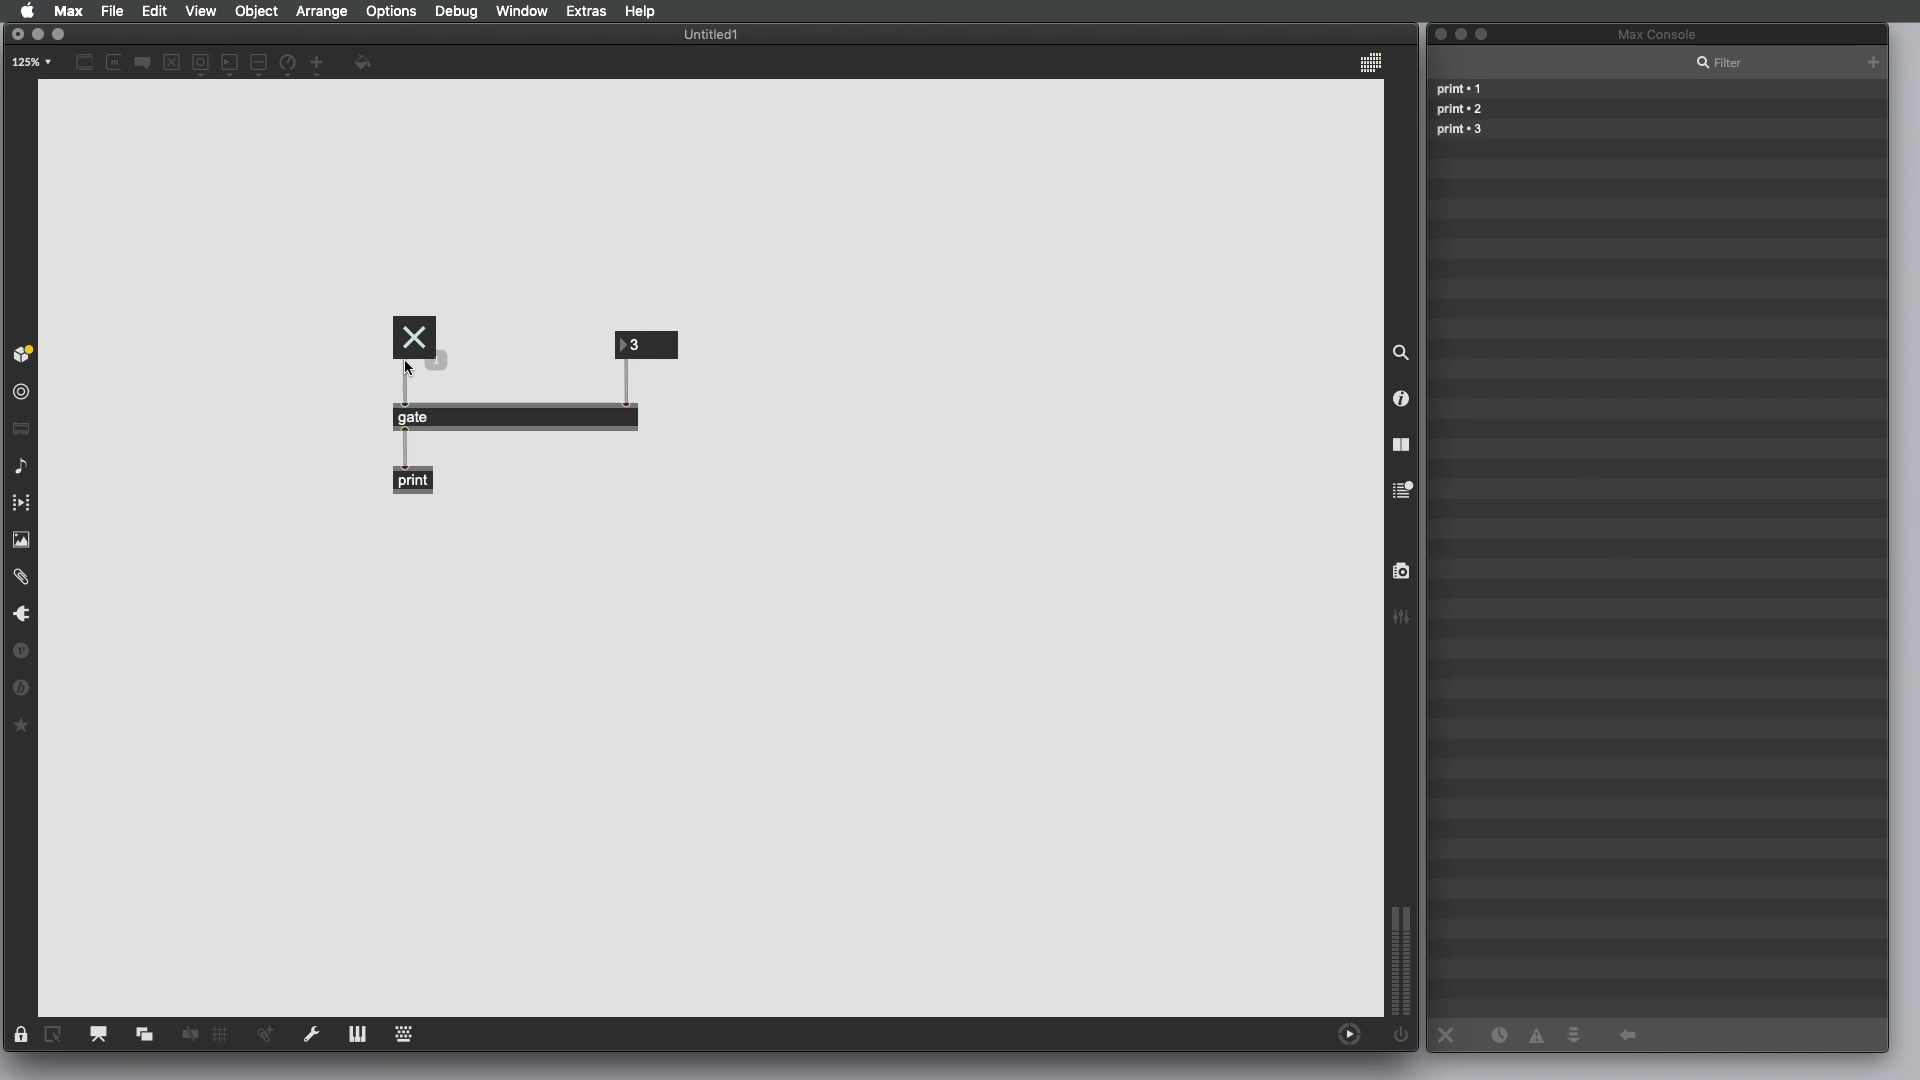 Max File Edit View Object Arrange Options Debug Window Extras Help
Untitled1
Max Console
125%
Filter
print • 1
print • 2
print • 3
3
gate
print